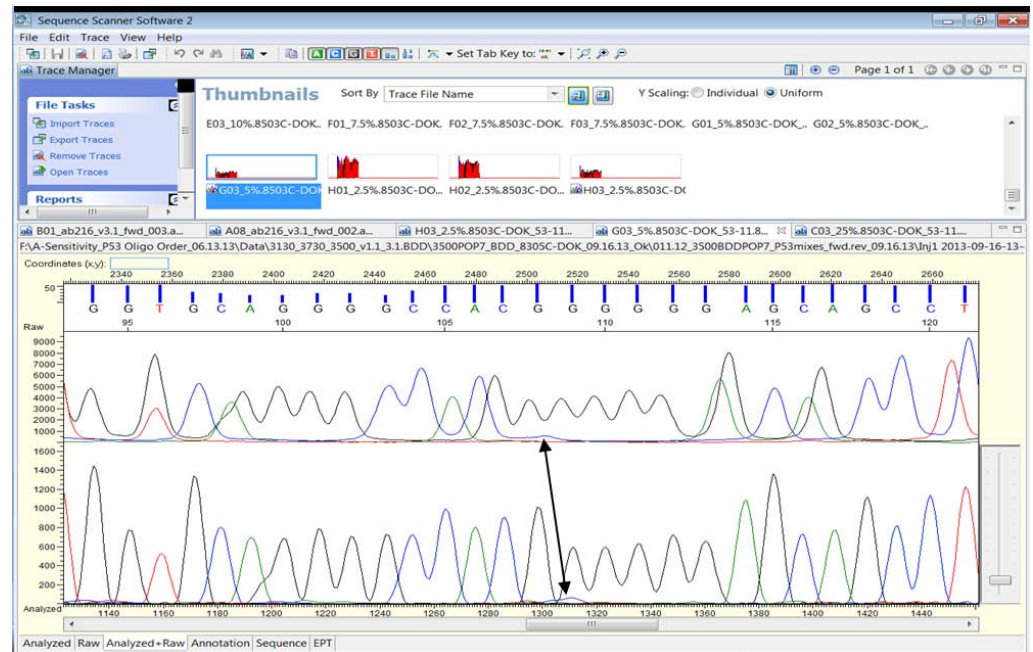 Sequence Scanner Software 2
File Edit Trace View Help
A C G T Set Tab Key to:
Trace Manager Page 1 of 1
File Tasks
Import Traces
Export Traces
Remove Traces
Open Traces
Reports
Thumbnails Sort By Trace File Name Y Scaling: Individual Uniform
E03_10%.8503C-DOK.. F01_7.5%.8503C-DOK. F02_7.5%.8503C-DOK. F03_7.5%.8503C-DOK. G01_5%.8503C-DOK_.. G02_5%.8503C-DOK_..
G03_5%.8503C-DOK H01_2.5%.8503C-DO... H02_2.5%.8503C-DO... H03_2.5%.8503C-DO
B01_ab216_v3.1_fwd_003.a... A08_ab216_v3.1_fwd_002.a... H03_2.5%.8503C-DOK_53-11... G03_5%.8503C-DOK_53-11.8... C03_25%.8503C-DOK_53-11....
F:\A-Sensitivity_P53 Oligo Order_06.13.13\Data\3130_3730_3500_v1.1_3.1.BDD\3500POP7_BDD_8305C-DOK_09.16.13_Ok\011.12_3500BDDPOP7_P53mixes_fwd.rev_09.16.13\Inj1 2013-09-16-13-
Coordinates (x,y):
2340 2360 2380 2400 2420 2440 2460 2480 2500 2520 2540 2560 2580 2600 2620 2640 2660
50
G G T G C A G G G G C C A C G G G G G G A G C A G C C T
95 100 105 110 115 120
Raw
9000
8000
7000
6000
5000
4000
3000
2000
1000
1600
1400
1200
1000
800
600
400
200
Analyzed
1140 1160 1180 1200 1220 1240 1260 1280 1300 1320 1340 1360 1380 1400 1420 1440
Analyzed Raw Analyzed+Raw Annotation Sequence EPT